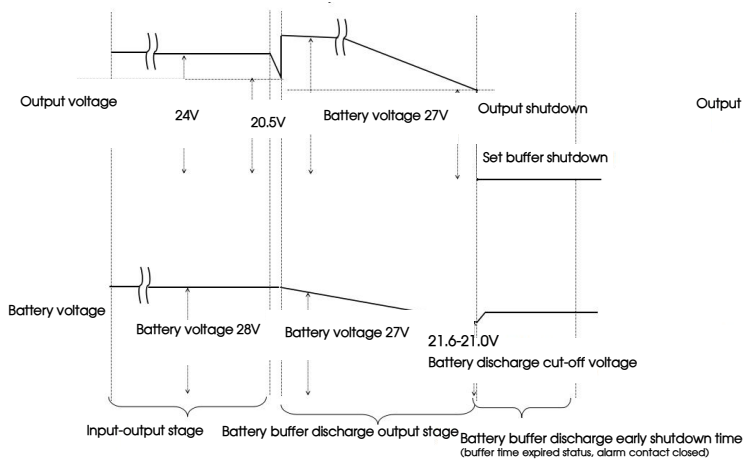 Output voltage
24V
20.5V
Battery voltage 27V
Output shutdown
Output
Set buffer shutdown
Battery voltage
Battery voltage 28V
Battery voltage 27V
21.6-21.0V
Battery discharge cut-off voltage
Input-output stage
Battery buffer discharge output stage
Battery buffer discharge early shutdown time
(buffer time expired status, alarm contact closed)